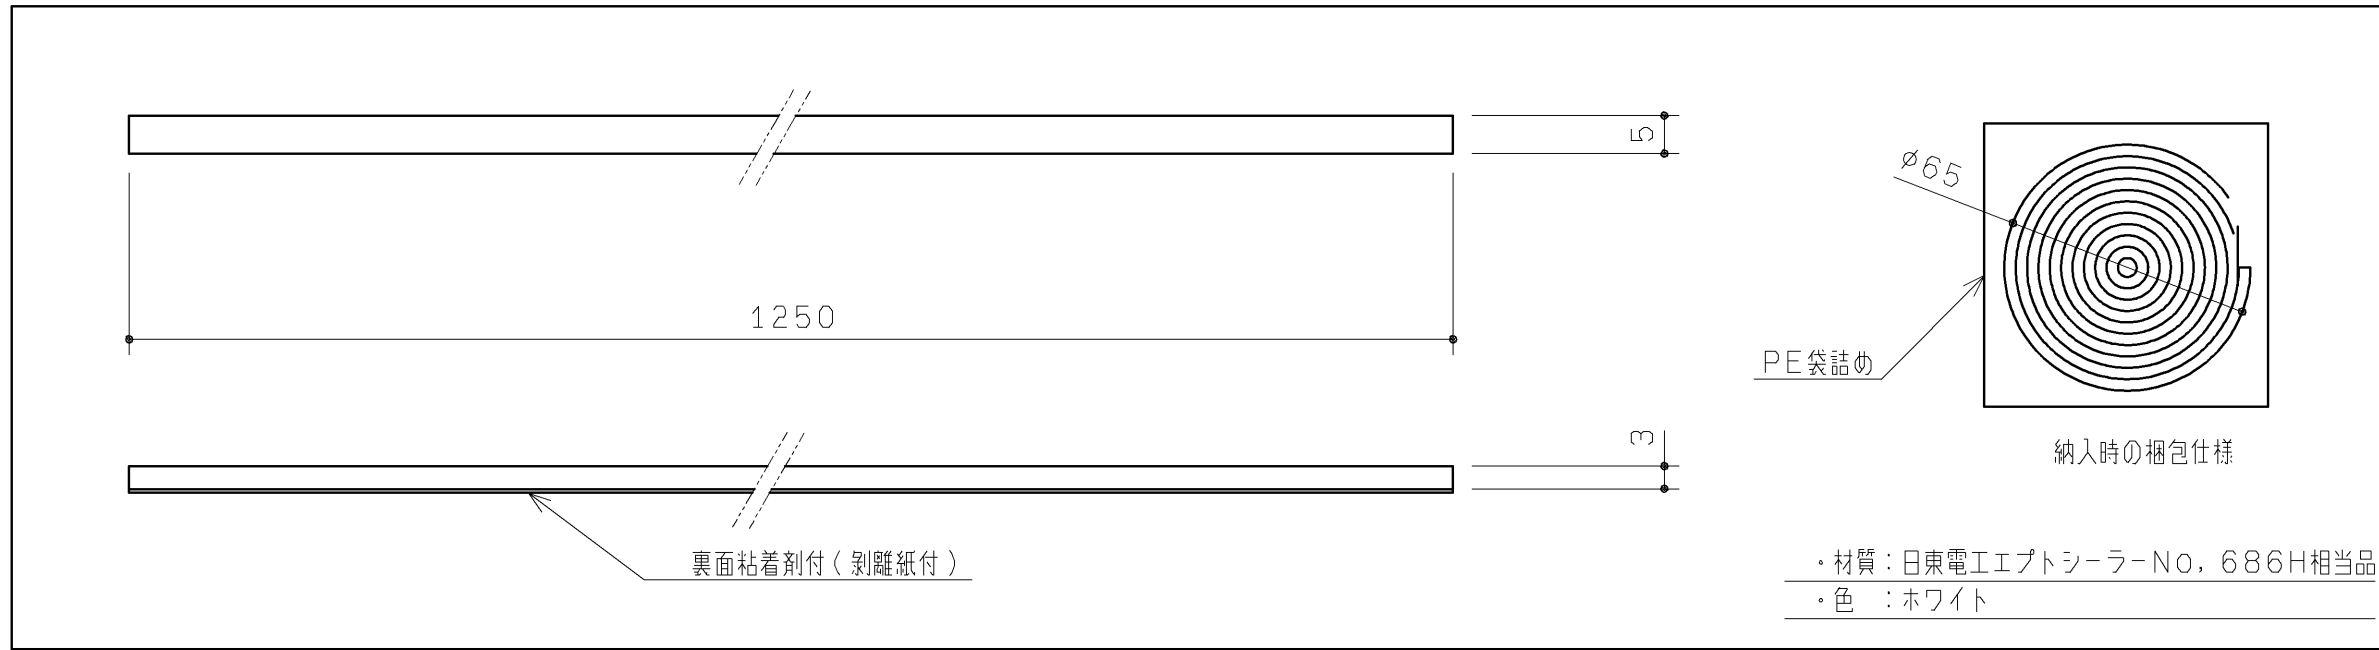 5
φ65
1250
PE袋詰め
3
納入時の梱包仕様
裏面粘着剤付(剝離紙付)
・材質:日東電工エプトシーラーNo,686H相当品
・色 :ホワイト